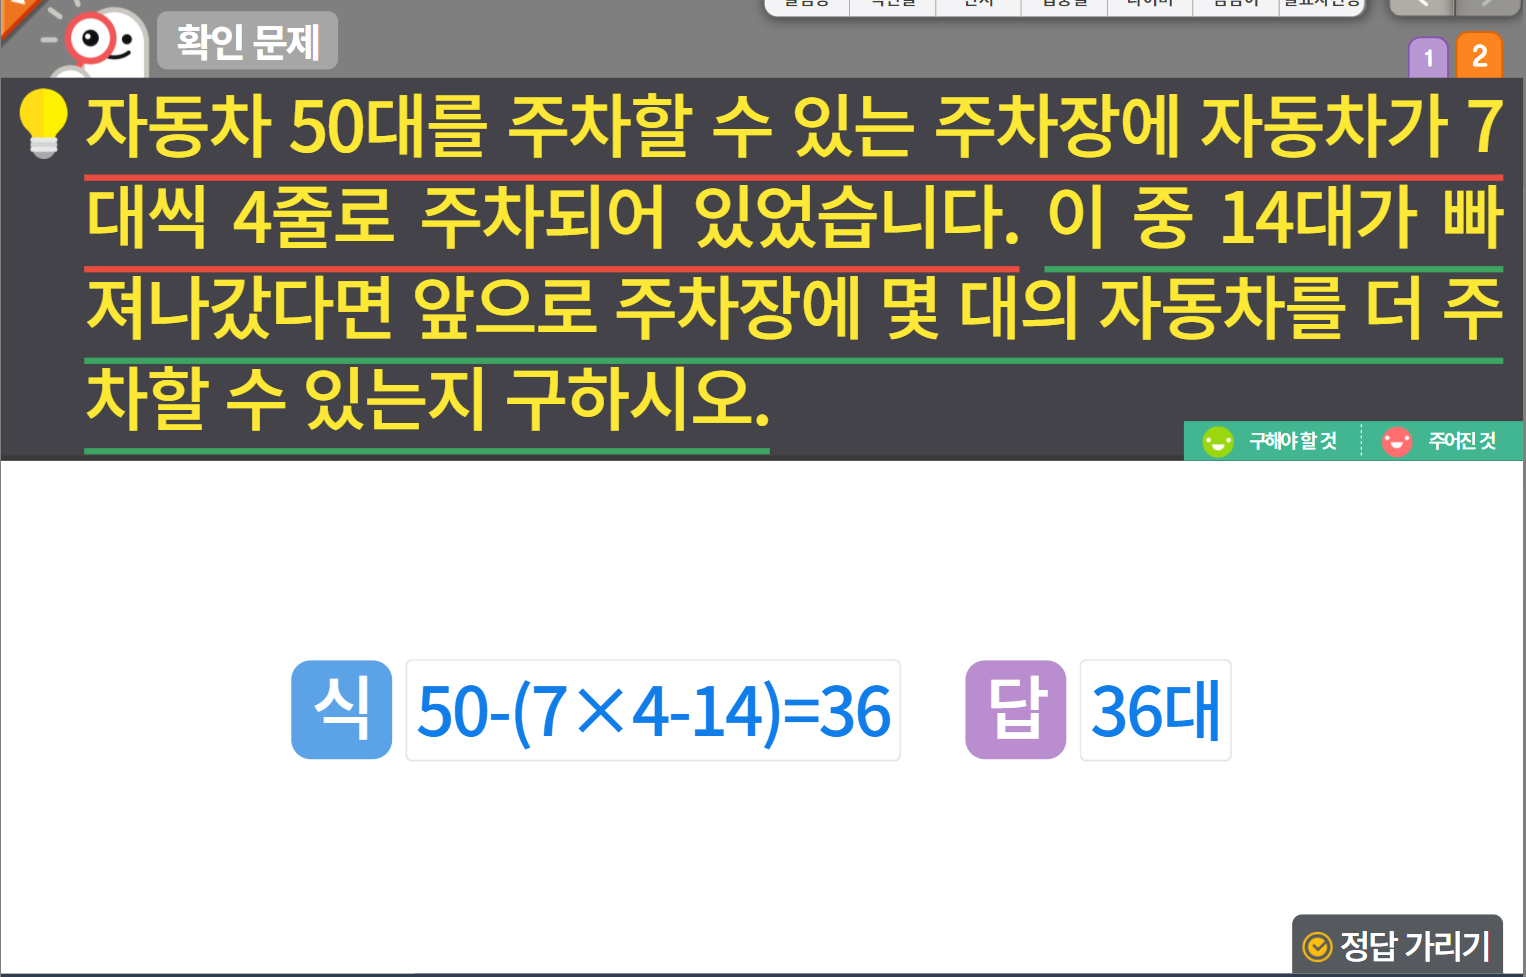 확인 문제
1 2
자동차 50대를 주차할 수 있는 주차장에 자동차가 7
대씩 4줄로 주차되어 있었습니다. 이 중 14대가 빠
져나갔다면 앞으로 주차장에 몇 대의 자동차를 더 주
차할 수 있는지 구하시오.
구해야 할 것 주어진 것
식 50-(7×4-14)=36 답 36대
정답 가리기